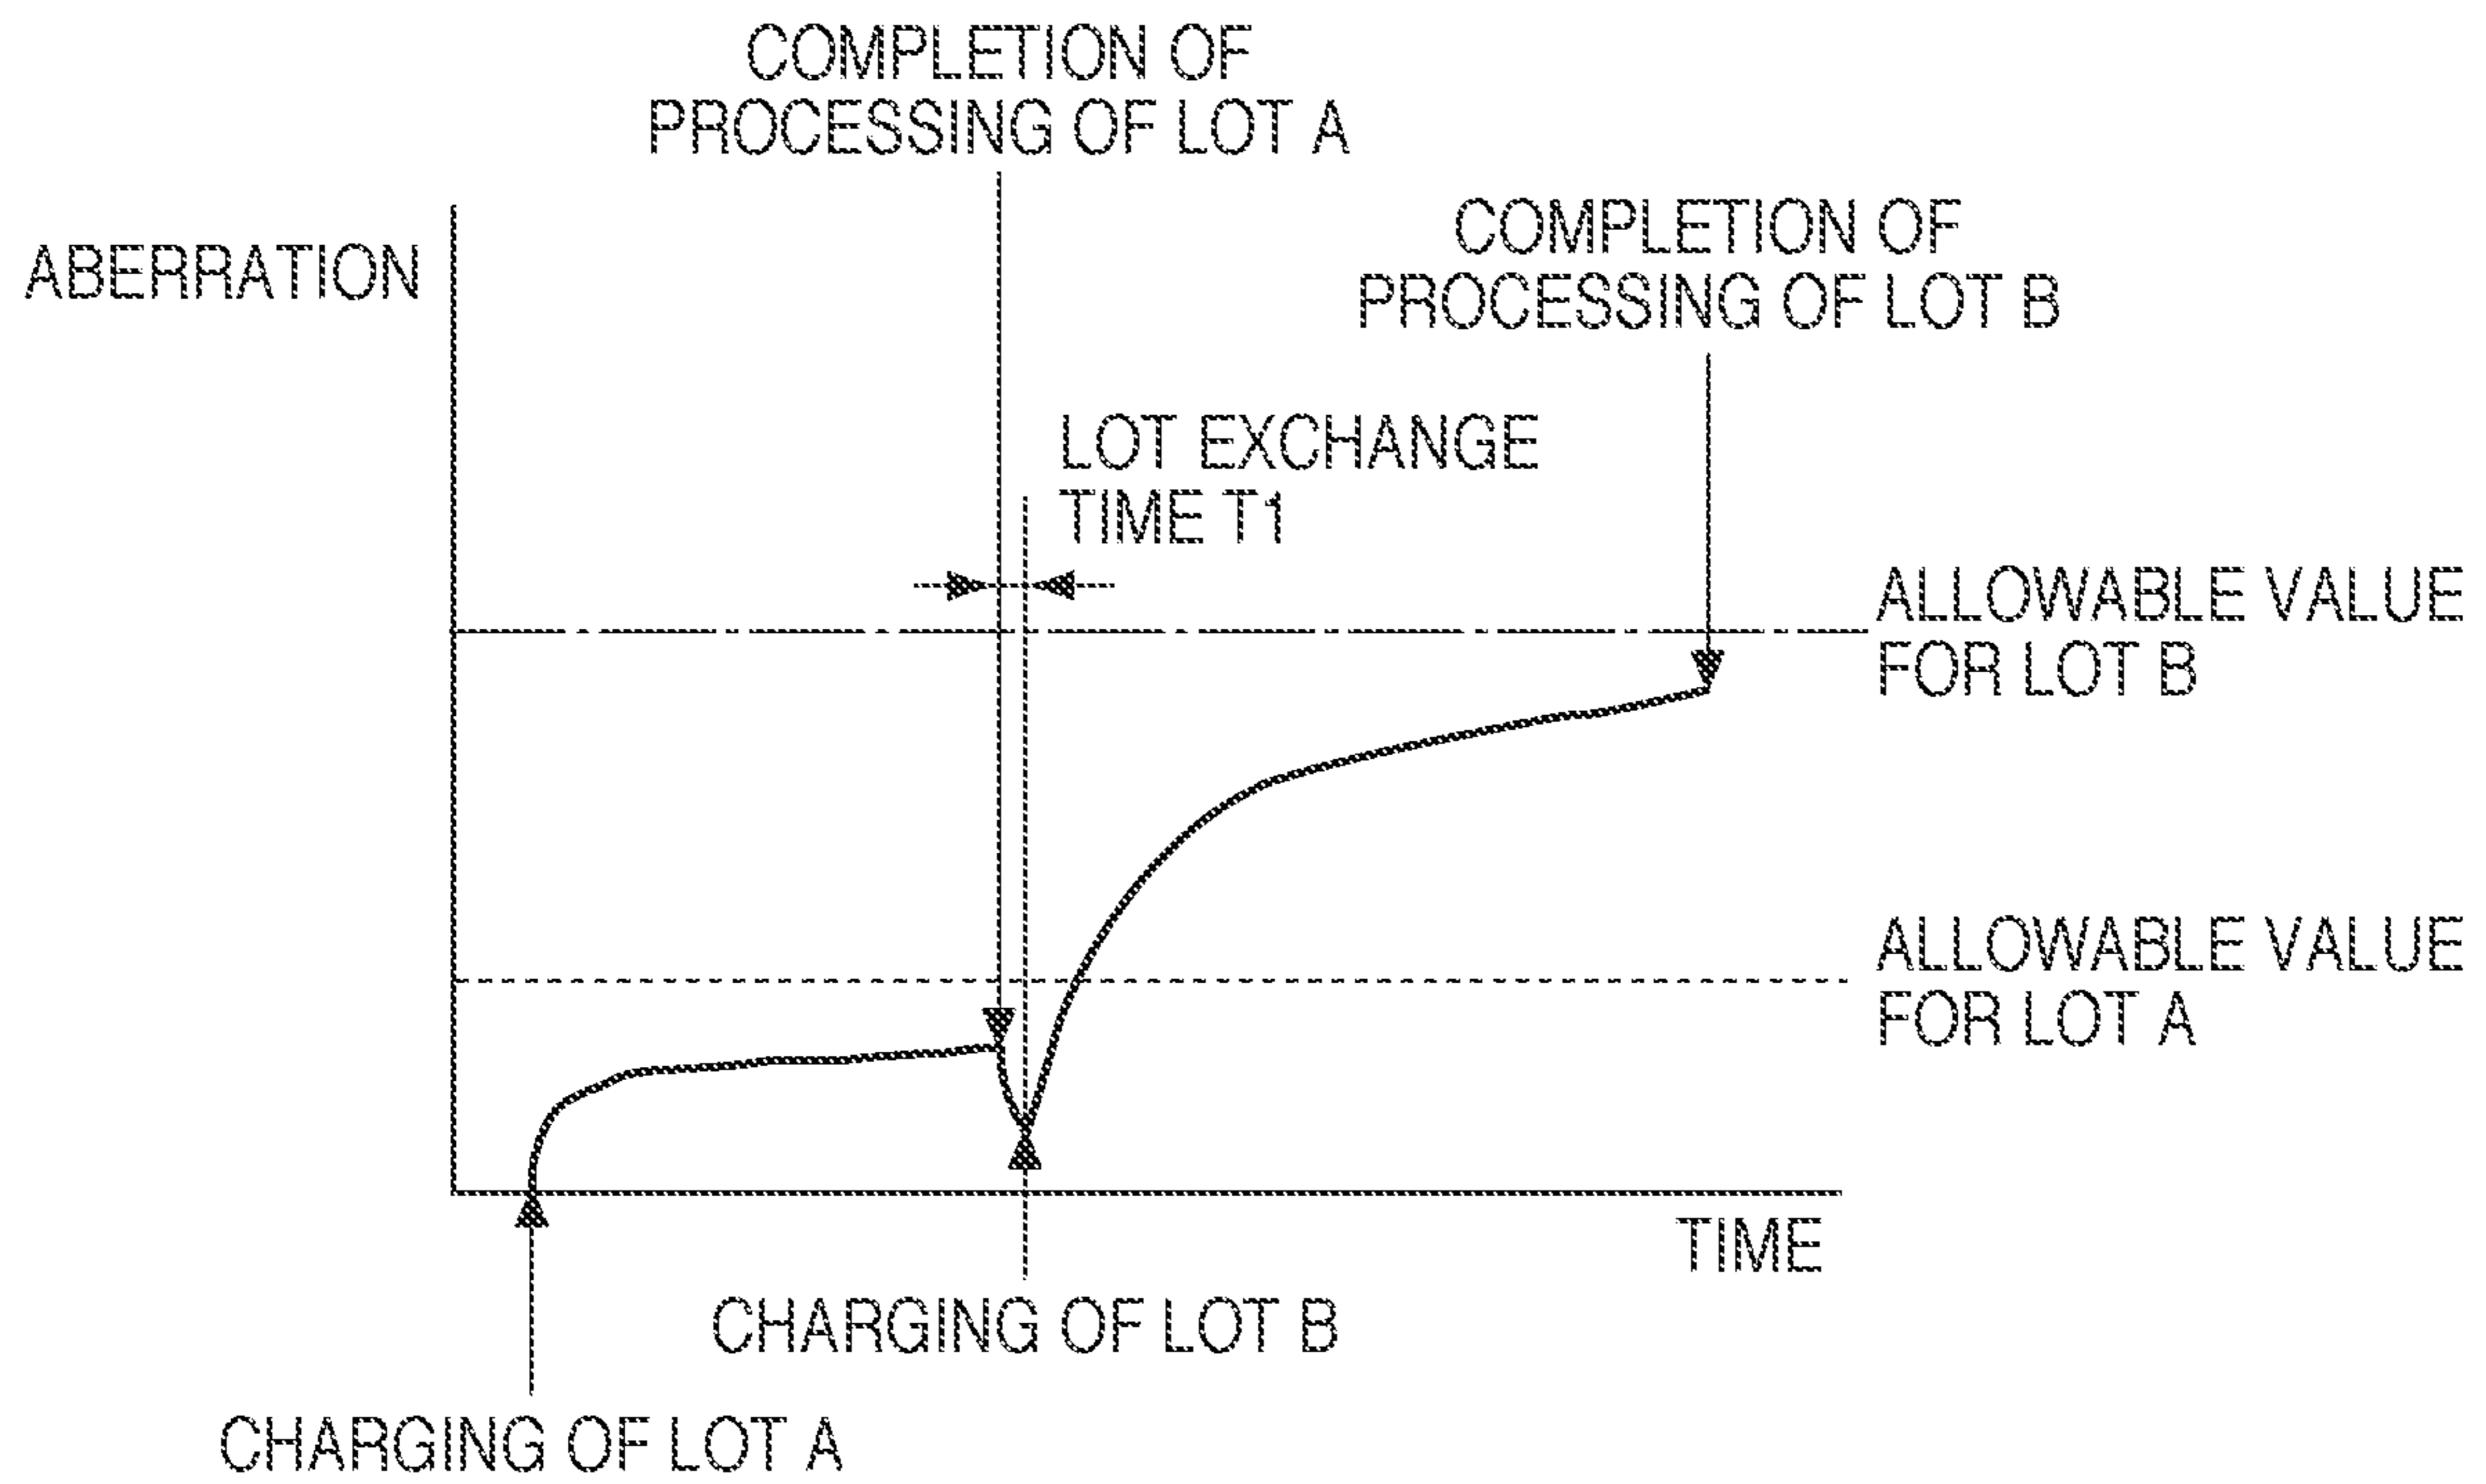 COMPLETION OF
PROCESSING OF LOT A
COMPLETION OF
PROCESSING OF LOT B
ABERRATION
LOT EXCHANGE
TIME T1
ALLOWABLE VALUE
FOR LOT B
ALLOWABLE VALUE
FOR LOT A
TIME
CHARGING OF LOT B
CHARGING OF LOT A